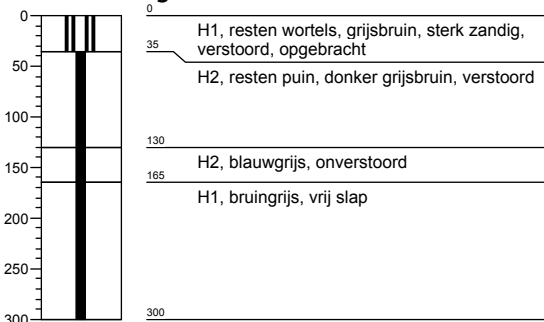 0
0
H1, resten wortels, grijsbruin, sterk zandig,
verstoord, opgebracht
35
H2, resten puin, donker grijsbruin, verstoord
50
100
130
H2, blauwgrijs, onverstoord
150
165
H1, bruingrijs, vrij slap
200
250
300
300